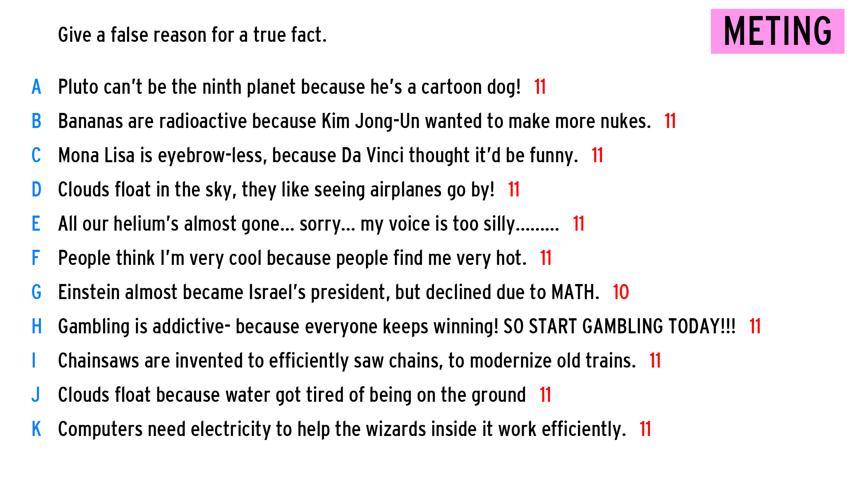 Give a false reason for a true fact.
METING
A Pluto can't be the ninth planet because he's a cartoon dog! 11
B Bananas are radioactive because Kim Jong-Un wanted to make more nukes. 11
C Mona Lisa is eyebrow-less, because Da Vinci thought it'd be funny. 11
D Clouds float in the sky, they like seeing airplanes go by! 11
E All our helium's almost gone... sorry... my voice is too silly......... 11
F People think I'm very cool because people find me very hot. 11
G Einstein almost became Israel's president, but declined due to MATH. 10
H Gambling is addictive- because everyone keeps winning! SO START GAMBLING TODAY!!! 11
I Chainsaws are invented to efficiently saw chains, to modernize old trains. 11
J Clouds float because water got tired of being on the ground 11
K Computers need electricity to help the wizards inside it work efficiently. 11